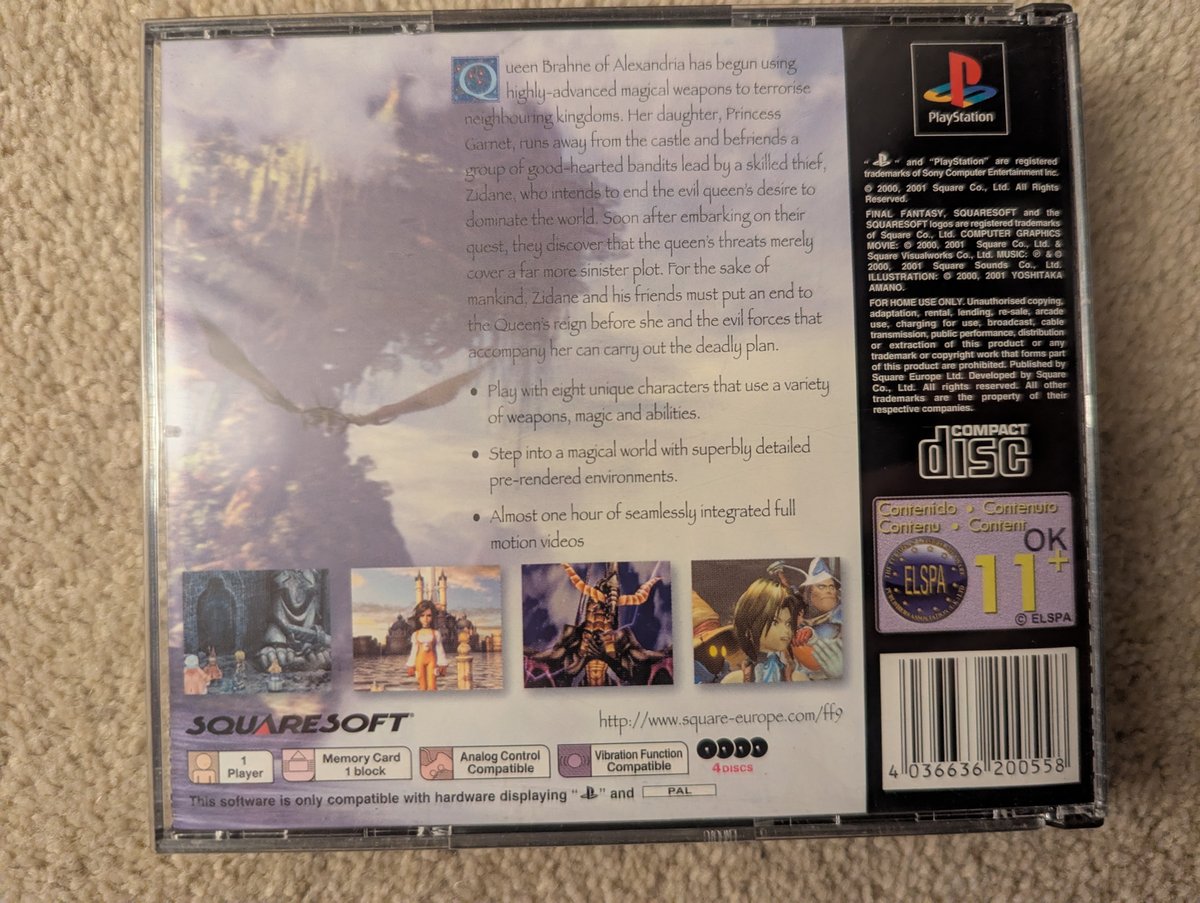 Queen Brahne of Alexandria has begun using
highly-advanced magical weapons to terrorise
neighbouring kingdoms. Her daughter, Princess
Garnet, runs away from the castle and befriends a
group of good-hearted bandits lead by a skilled thief,
Zidane, who intends to end the evil queen's desire to
dominate the world. Soon after embarking on their
quest, they discover that the queen's threats merely
cover a far more sinister plot. For the sake of
mankind, Zidane and his friends must put an end to
the Queen's reign before she and the evil forces that
accompany her can carry out the deadly plan.
• Play with eight unique characters that use a variety
of weapons, magic and abilities.
• Step into a magical world with superbly detailed
pre-rendered environments.
• Almost one hour of seamlessly integrated full
motion videos
SQUARESOFT®
http://www.square-europe.com/ff9
1
Player
Memory Card
1 block
Analog Control
Compatible
Vibration Function
Compatible
4 DISCS
This software is only compatible with hardware displaying " " and PAL
PlayStation
" " and "PlayStation" are registered
trademarks of Sony Computer Entertainment Inc.
© 2000, 2001 Square Co., Ltd. All Rights
Reserved.
FINAL FANTASY, SQUARESOFT and the
SQUARESOFT logos are registered trademarks
of Square Co., Ltd. COMPUTER GRAPHICS
MOVIE: © 2000, 2001 Square Co., Ltd. &
Square Visualworks Co., Ltd. MUSIC: ℗ & ©
2000, 2001 Square Sounds Co., Ltd.
ILLUSTRATION: © 2000, 2001 YOSHITAKA
AMANO.
FOR HOME USE ONLY. Unauthorised copying,
adaptation, rental, lending, re-sale, arcade
use, charging for use, broadcast, cable
transmission, public performance, distribution
or extraction of this product or any
trademark or copyright work that forms part
of this product are prohibited. Published by
Square Europe Ltd. Developed by Square
Co., Ltd. All rights reserved. All other
trademarks are the property of their
respective companies.
COMPACT
disc
Contenido • Contenuto
Contenu • Content
OK
ELSPA
11+
© ELSPA
4 036636 200558